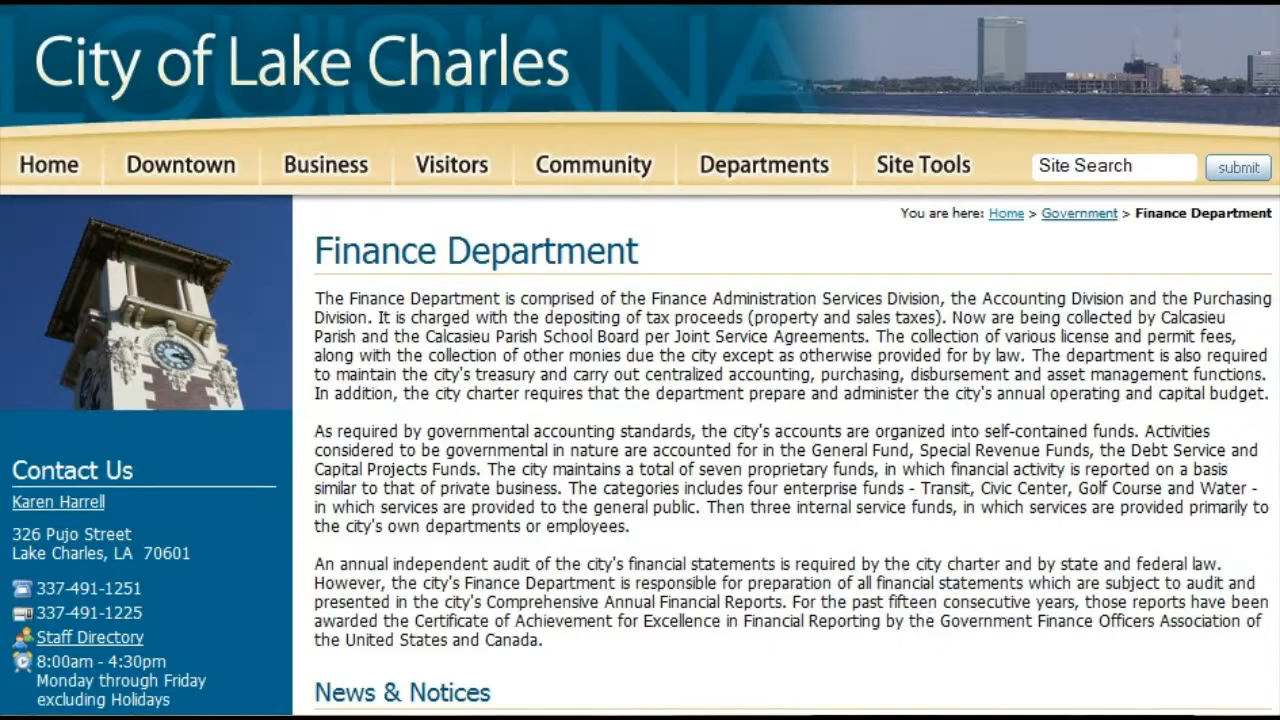 LOUISIANA
City of Lake Charles
Home Downtown Business Visitors Community Departments Site Tools Site Search submit
You are here: Home > Government > Finance Department
Finance Department
The Finance Department is comprised of the Finance Administration Services Division, the Accounting Division and the Purchasing
Division. It is charged with the depositing of tax proceeds (property and sales taxes). Now are being collected by Calcasieu
Parish and the Calcasieu Parish School Board per Joint Service Agreements. The collection of various license and permit fees,
along with the collection of other monies due the city except as otherwise provided for by law. The department is also required
to maintain the city's treasury and carry out centralized accounting, purchasing, disbursement and asset management functions.
In addition, the city charter requires that the department prepare and administer the city's annual operating and capital budget.
As required by governmental accounting standards, the city's accounts are organized into self-contained funds. Activities
considered to be governmental in nature are accounted for in the General Fund, Special Revenue Funds, the Debt Service and
Capital Projects Funds. The city maintains a total of seven proprietary funds, in which financial activity is reported on a basis
similar to that of private business. The categories includes four enterprise funds - Transit, Civic Center, Golf Course and Water -
in which services are provided to the general public. Then three internal service funds, in which services are provided primarily to
the city's own departments or employees.
An annual independent audit of the city's financial statements is required by the city charter and by state and federal law.
However, the city's Finance Department is responsible for preparation of all financial statements which are subject to audit and
presented in the city's Comprehensive Annual Financial Reports. For the past fifteen consecutive years, those reports have been
awarded the Certificate of Achievement for Excellence in Financial Reporting by the Government Finance Officers Association of
the United States and Canada.
News & Notices
Contact Us
Karen Harrell
326 Pujo Street
Lake Charles, LA 70601
337-491-1251
337-491-1225
Staff Directory
8:00am - 4:30pm
Monday through Friday
excluding Holidays